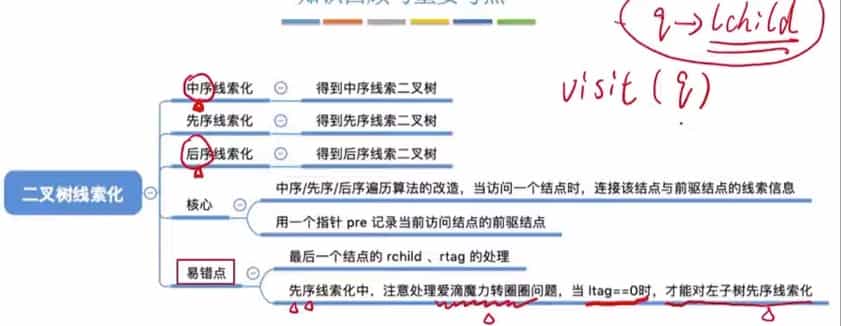 q→lchild
visit(q)
中序线索化 得到中序线索二叉树
先序线索化 得到先序线索二叉树
后序线索化 得到后序线索二叉树
二叉树线索化
核心
中序/先序/后序遍历算法的改造，当访问一个结点时，连接该结点与前驱结点的线索信息
用一个指针 pre 记录当前访问结点的前驱结点
易错点
最后一个结点的 rchild 、rtag 的处理
先序线索化中，注意处理爱滴魔力转圈圈问题，当 ltag==0时，才能对左子树先序线索化